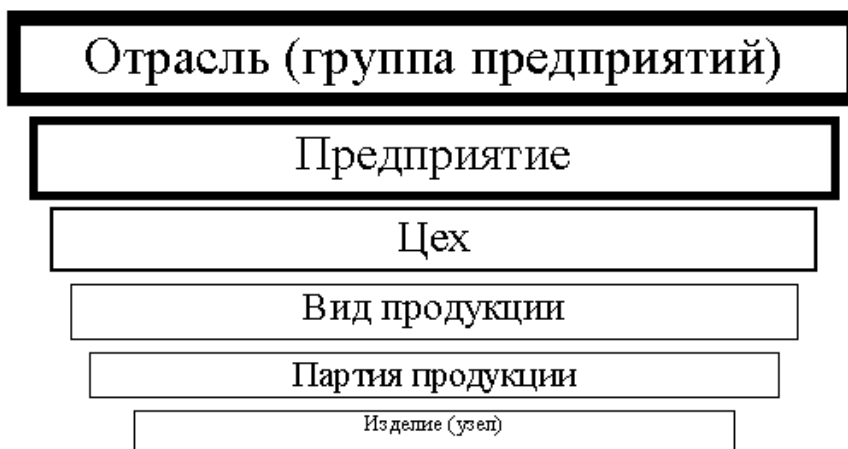 Отрасль (группа предприятий)
Предприятие
Цех
Вид продукции
Партия продукции
Изделие (узел)